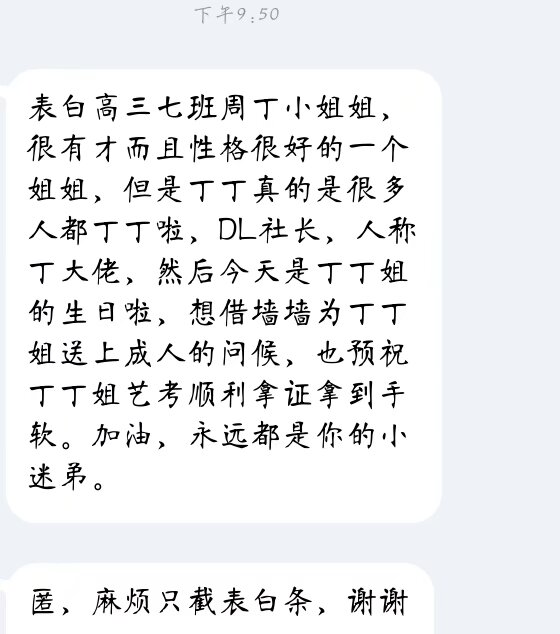 下午9:50
表白高三七班周丁小姐姐，
很有才而且性格很好的一个
姐姐，但是丁丁真的是很多
人都丁丁啦，DL社长，人称
丁大佬，然后今天是丁丁姐
的生日啦，想借墙墙为丁丁
姐送上成人的问候，也预祝
丁丁姐艺考顺利拿证拿到手
软。加油，永远都是你的小
迷弟。
匿，麻烦只截表白条，谢谢